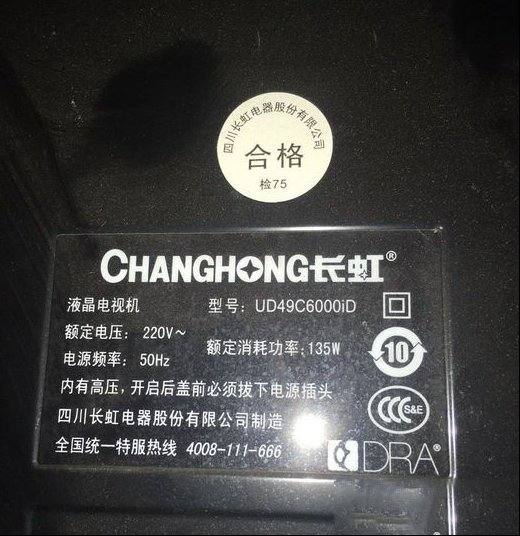 四川长虹电器股份有限公司
合格
检75
CHANGHONG长虹®
液晶电视机 型号：UD49C6000iD
额定电压：220V~ 额定消耗功率：135W
电源频率：50Hz
10
内有高压，开启后盖前必须拔下电源插头
CCC S&E
四川长虹电器股份有限公司制造
全国统一特服热线 4008-111-666
DRA®